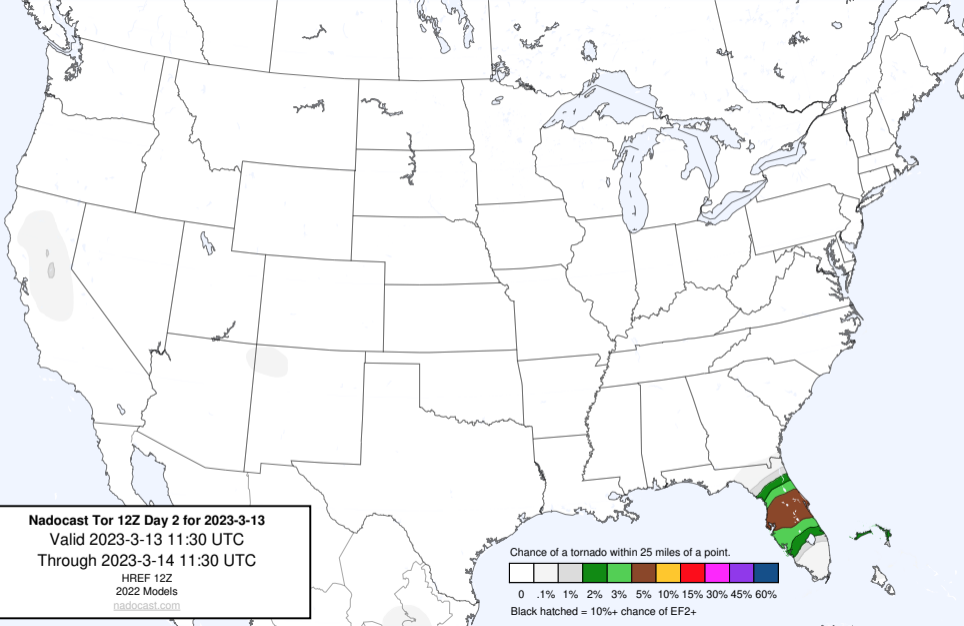 Nadocast Tor 12Z Day 2 for 2023-3-13
Valid 2023-3-13 11:30 UTC
Through 2023-3-14 11:30 UTC
HREF 12Z
2022 Models
nadocast.com
Chance of a tornado within 25 miles of a point.
0 .1% 1% 2% 3% 5% 10% 15% 30% 45% 60%
Black hatched = 10%+ chance of EF2+